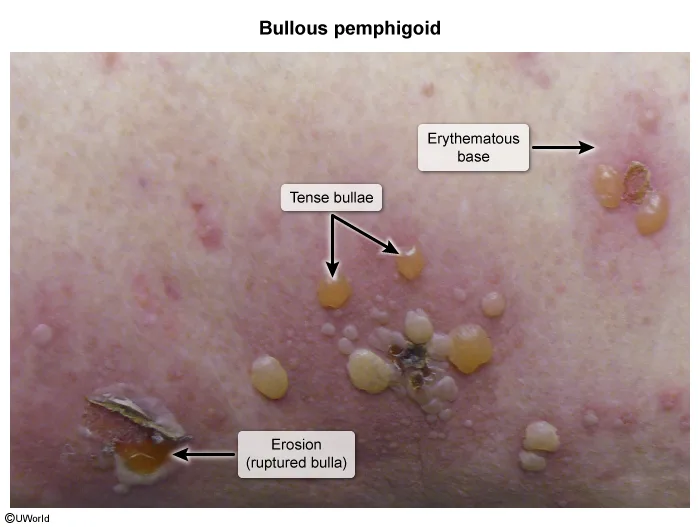 Bullous pemphigoid
Erythematous
base
Tense bullae
Erosion
(ruptured bulla)
©UWorld